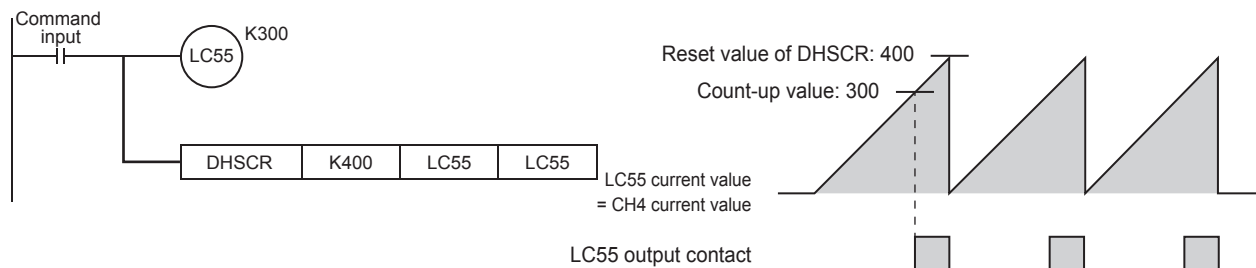 Command
input
K300
LC55
DHSCR K400 LC55 LC55
Reset value of DHSCR: 400
Count-up value: 300
LC55 current value
= CH4 current value
LC55 output contact